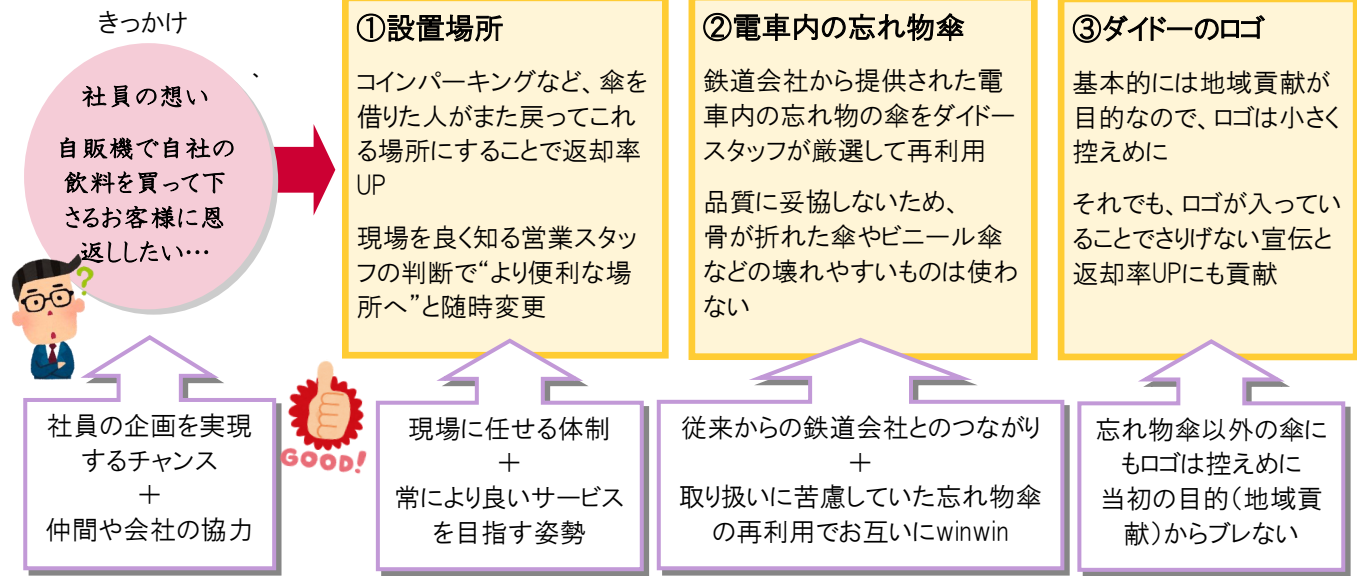 きっかけ
、
社員の想い
自販機で自社の
飲料を買って下
さるお客様に恩
返ししたい…
?
①設置場所
コインパーキングなど、傘を
借りた人がまた戻ってこれ
る場所にすることで返却率
UP
現場を良く知る営業スタッ
フの判断で“より便利な場
所へ”と随時変更
②電車内の忘れ物傘
鉄道会社から提供された電
車内の忘れ物の傘をダイドー
スタッフが厳選して再利用
品質に妥協しないため、
骨が折れた傘やビニール傘
などの壊れやすいものは使わ
ない
③ダイドーのロゴ
基本的には地域貢献が
目的なので、ロゴは小さく
控えめに
それでも、ロゴが入ってい
ることでさりげない宣伝と
返却率UPにも貢献
社員の企画を実現
するチャンス
＋
仲間や会社の協力
GOOD!
現場に任せる体制
＋
常により良いサービス
を目指す姿勢
従来からの鉄道会社とのつながり
＋
取り扱いに苦慮していた忘れ物傘
の再利用でお互いにwinwin
忘れ物傘以外の傘に
もロゴは控えめに
当初の目的（地域貢
献）からブレない